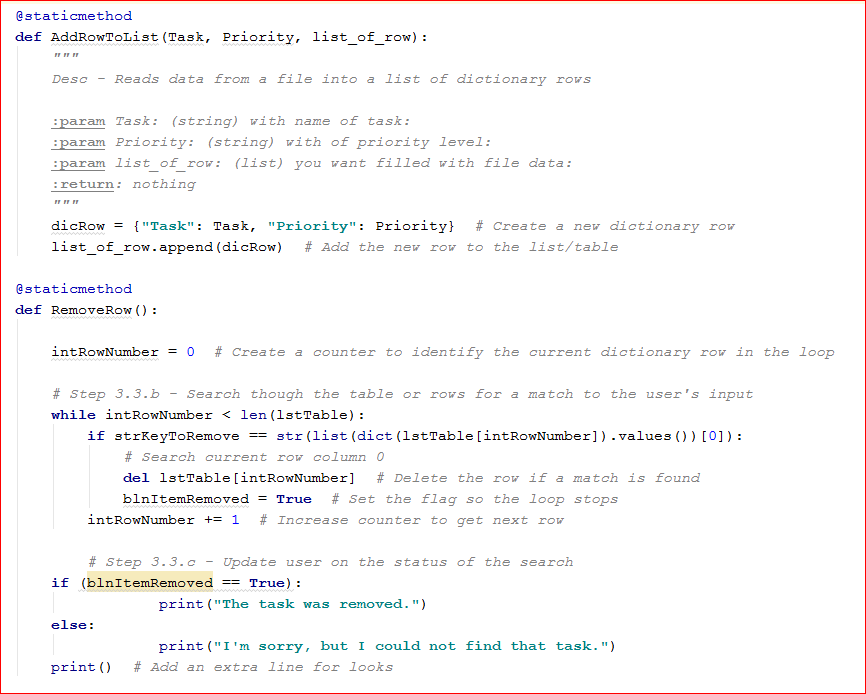 @staticmethod
def AddRowToList(Task, Priority, list_of_row):
    """
    Desc - Reads data from a file into a list of dictionary rows

    :param Task: (string) with name of task:
    :param Priority: (string) with of priority level:
    :param list_of_row: (list) you want filled with file data:
    :return: nothing
    """
    dicRow = {"Task": Task, "Priority": Priority}  # Create a new dictionary row
    list_of_row.append(dicRow)  # Add the new row to the list/table

@staticmethod
def RemoveRow():

    intRowNumber = 0  # Create a counter to identify the current dictionary row in the loop

    # Step 3.3.b - Search though the table or rows for a match to the user's input
    while intRowNumber < len(lstTable):
        if strKeyToRemove == str(list(dict(lstTable[intRowNumber]).values())[0]):
            # Search current row column 0
            del lstTable[intRowNumber]  # Delete the row if a match is found
            blnItemRemoved = True  # Set the flag so the loop stops
        intRowNumber += 1  # Increase counter to get next row

        # Step 3.3.c - Update user on the status of the search
    if (blnItemRemoved == True):
                print("The task was removed.")
    else:
                print("I'm sorry, but I could not find that task.")
    print()  # Add an extra line for looks